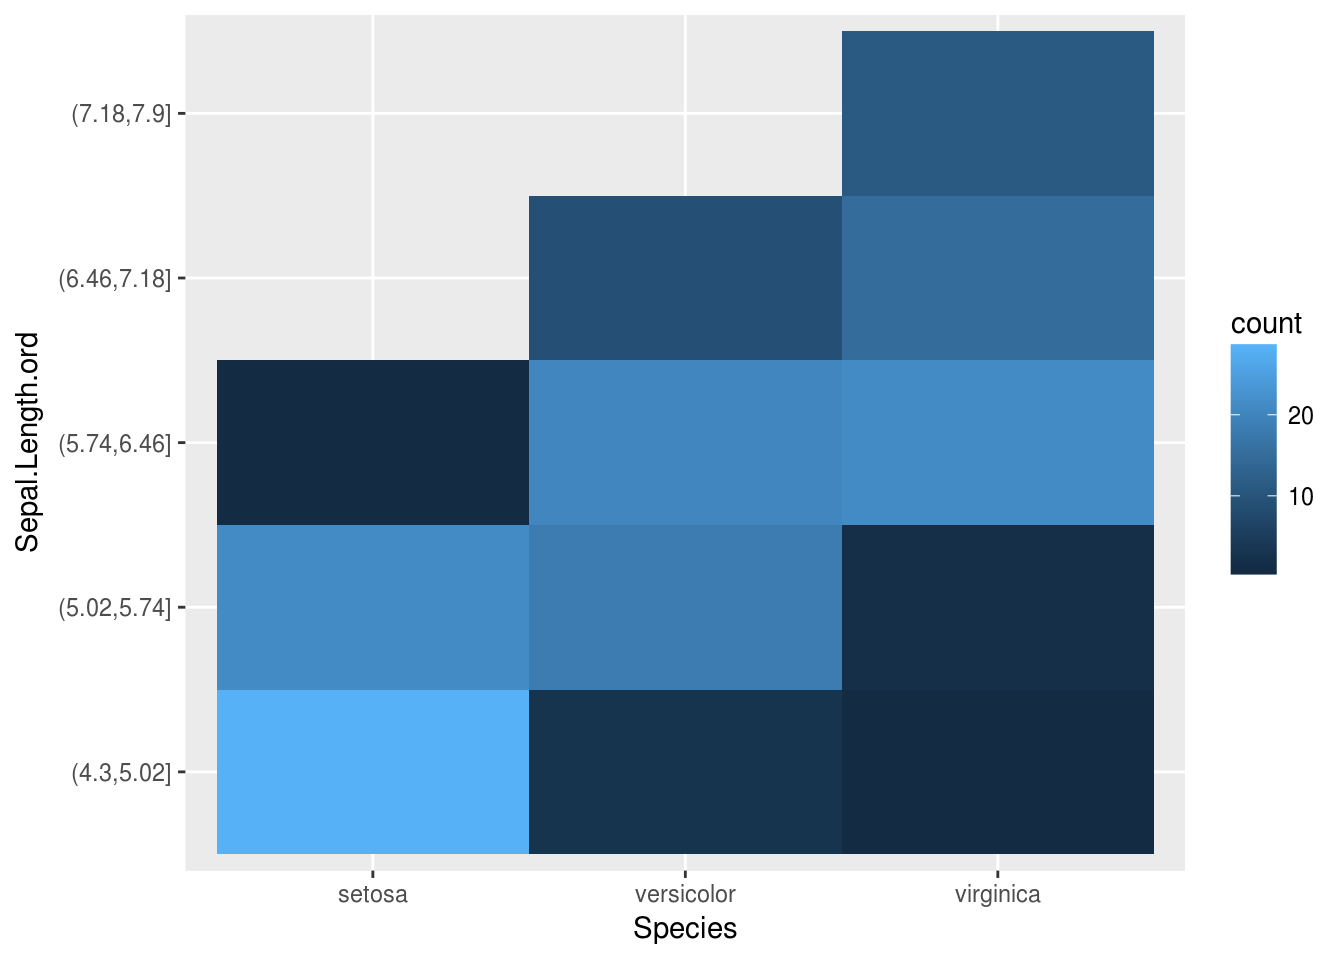 (7.18,7.9]
(6.46,7.18]
(5.74,6.46]
(5.02,5.74]
(4.3,5.02]
Sepal.Length.ord
setosa versicolor virginica
Species
count
20
10